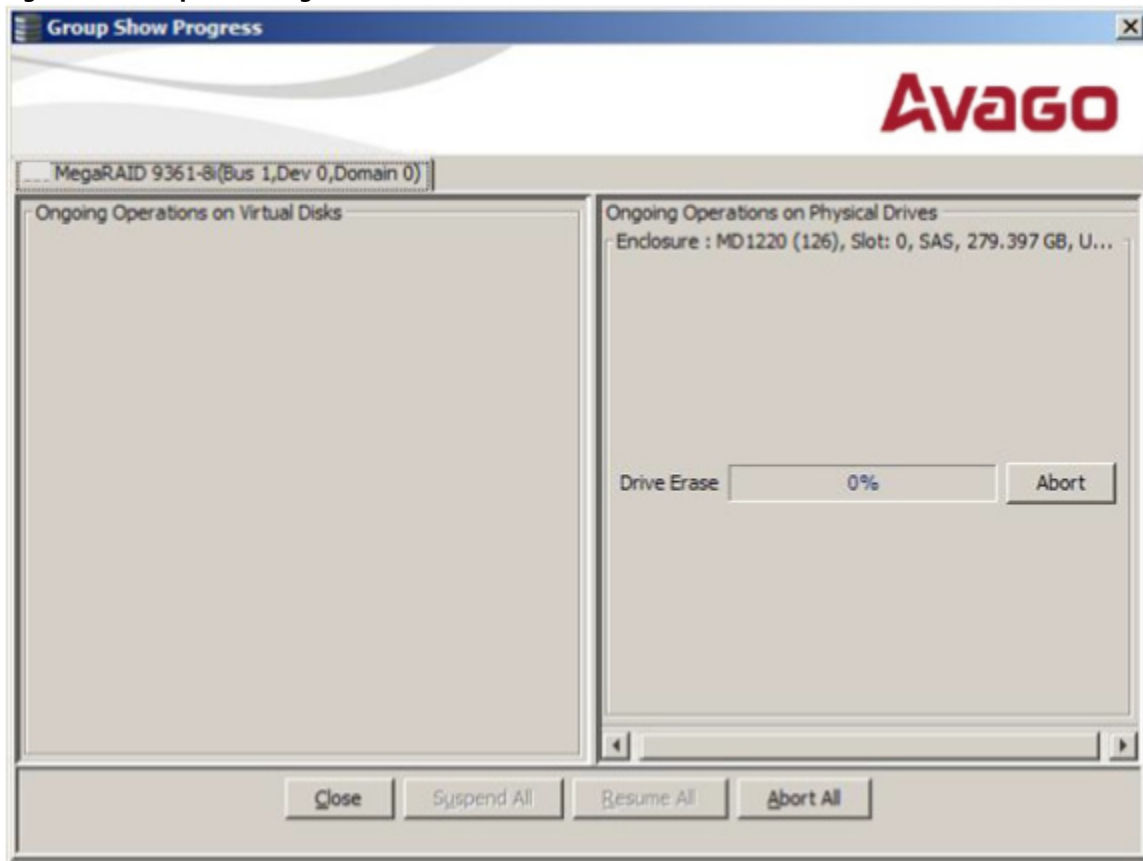 Group Show Progress
Avago
MegaRAID 9361-8i(Bus 1,Dev 0,Domain 0)
Ongoing Operations on Virtual Disks
Ongoing Operations on Physical Drives
Enclosure : MD1220 (126), Slot: 0, SAS, 279.397 GB, U...
Drive Erase 0% Abort
Close Suspend All Resume All Abort All